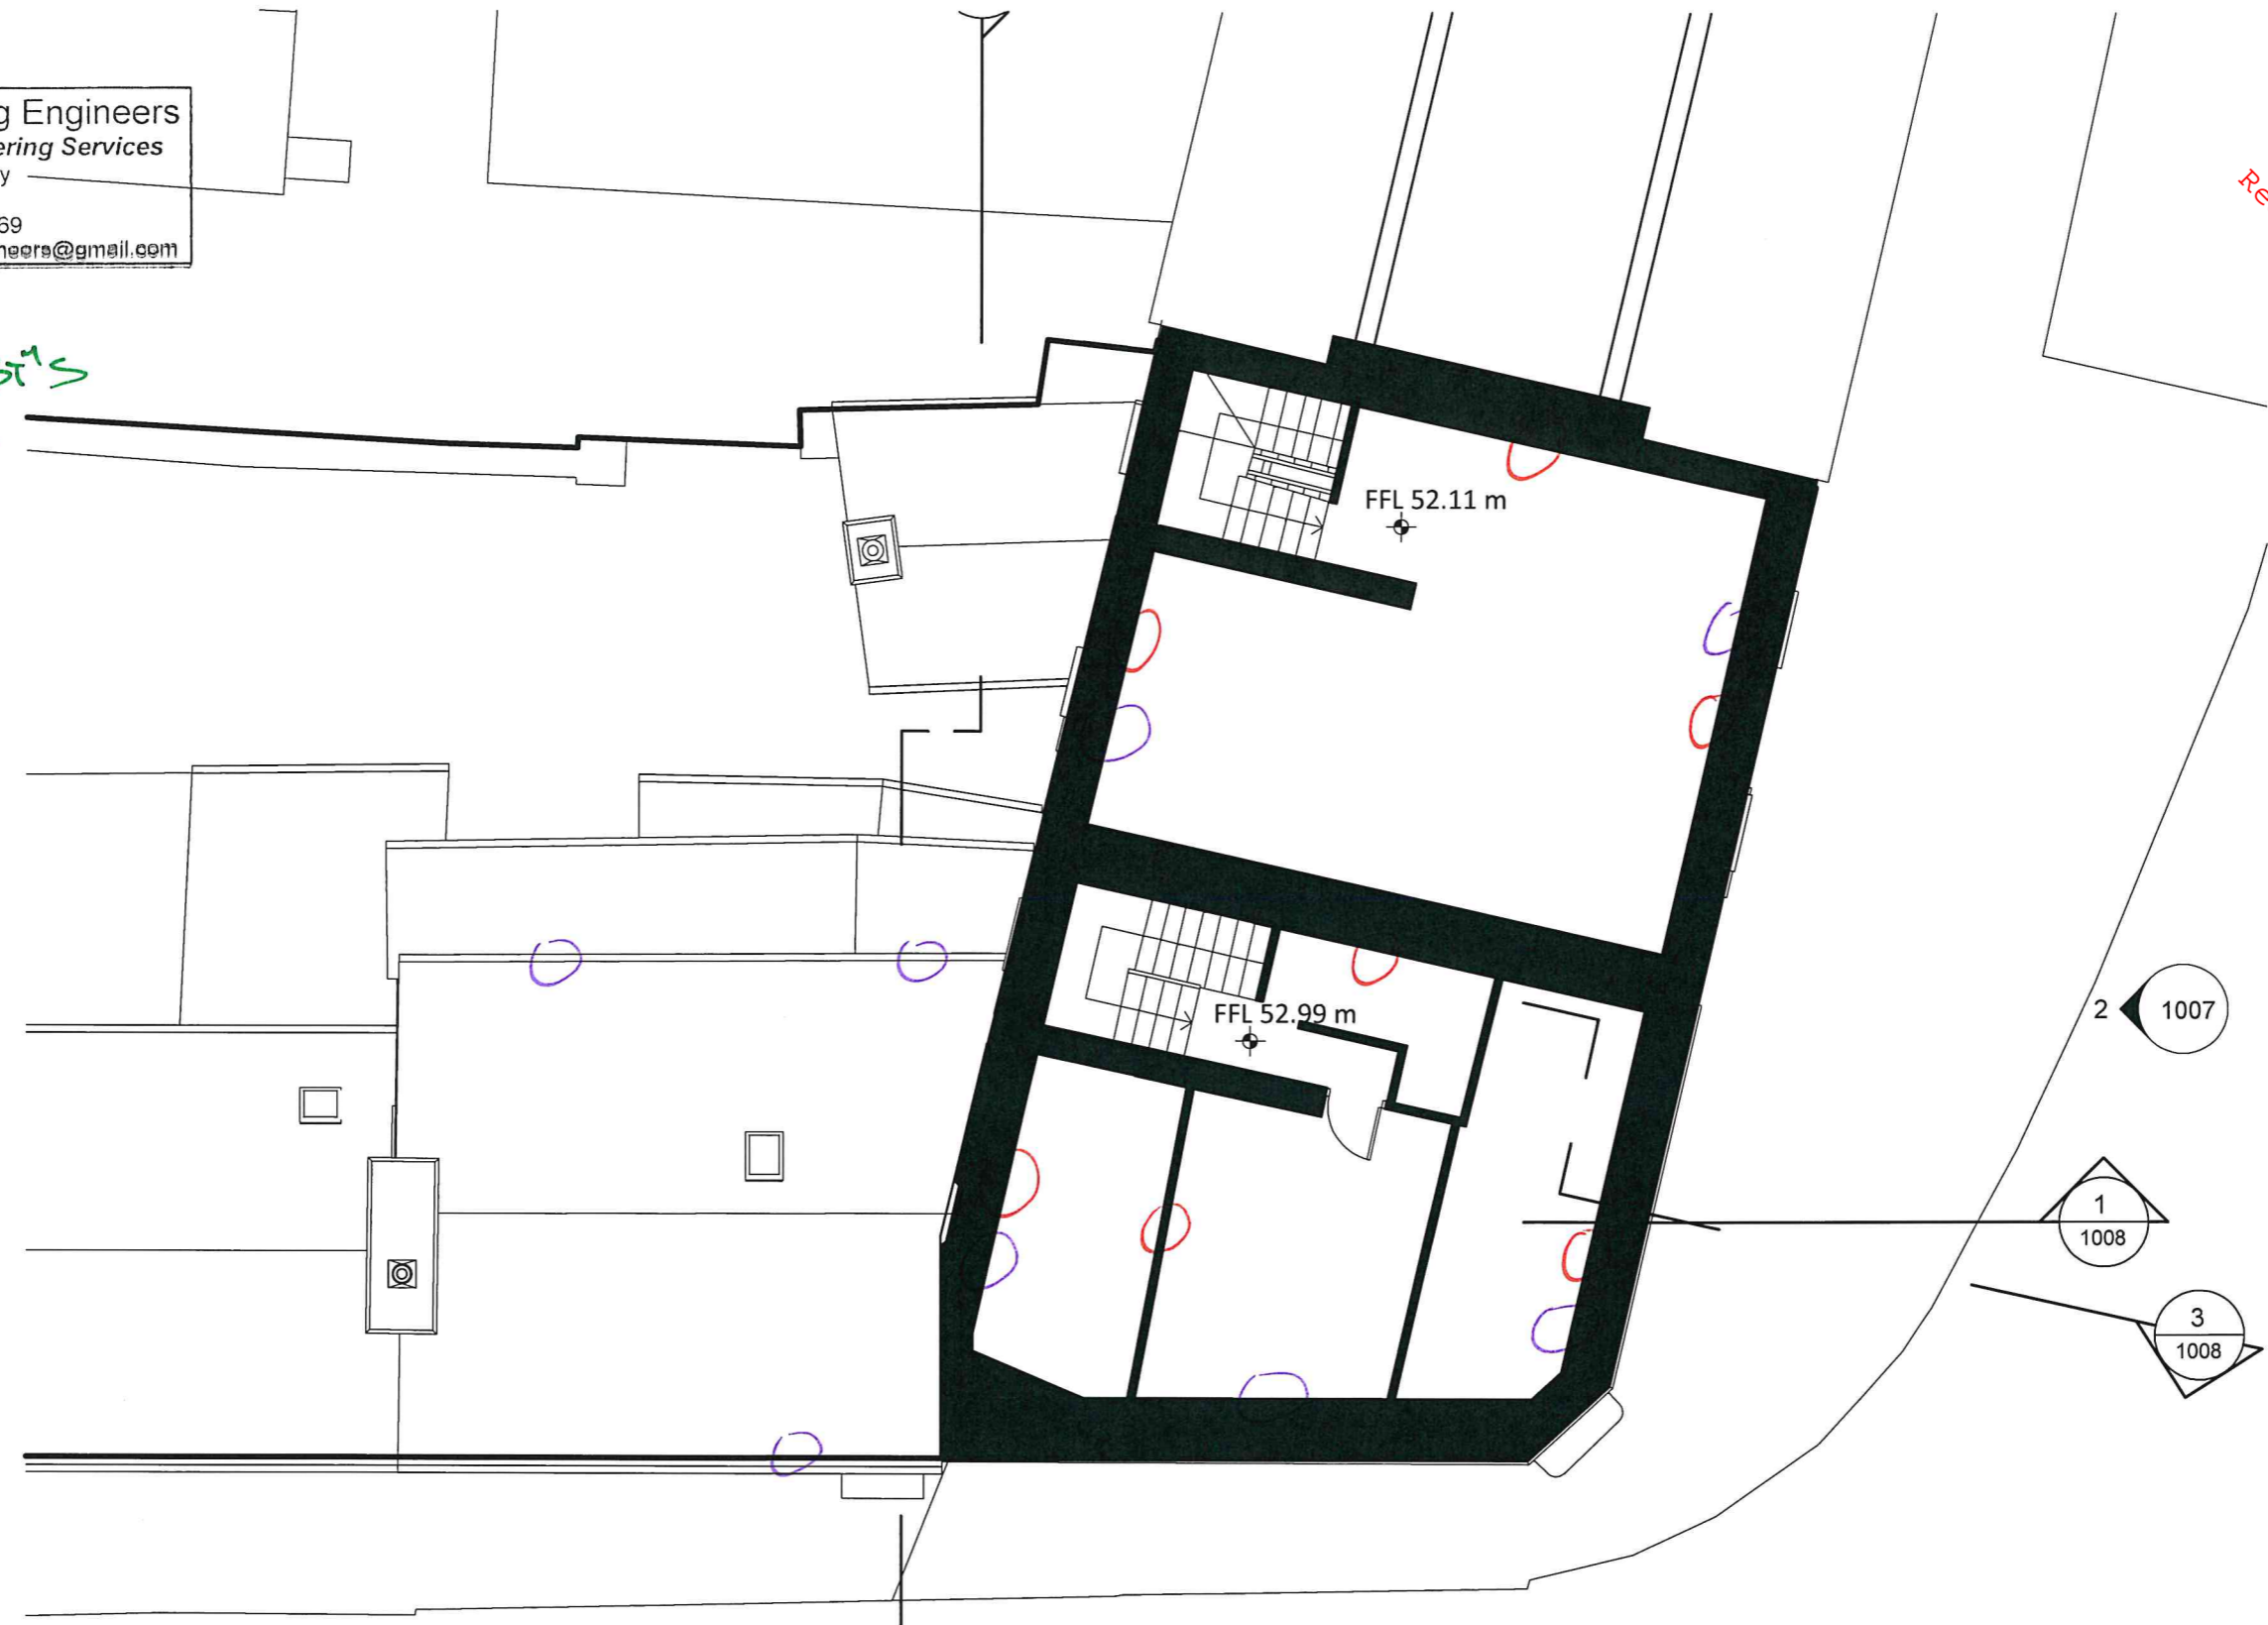 g Engineers
ering Services
y
69
neers@gmail.com
Re
FFL 52.11 m
FFL 52.99 m
2
1007
1
1008
3
1008